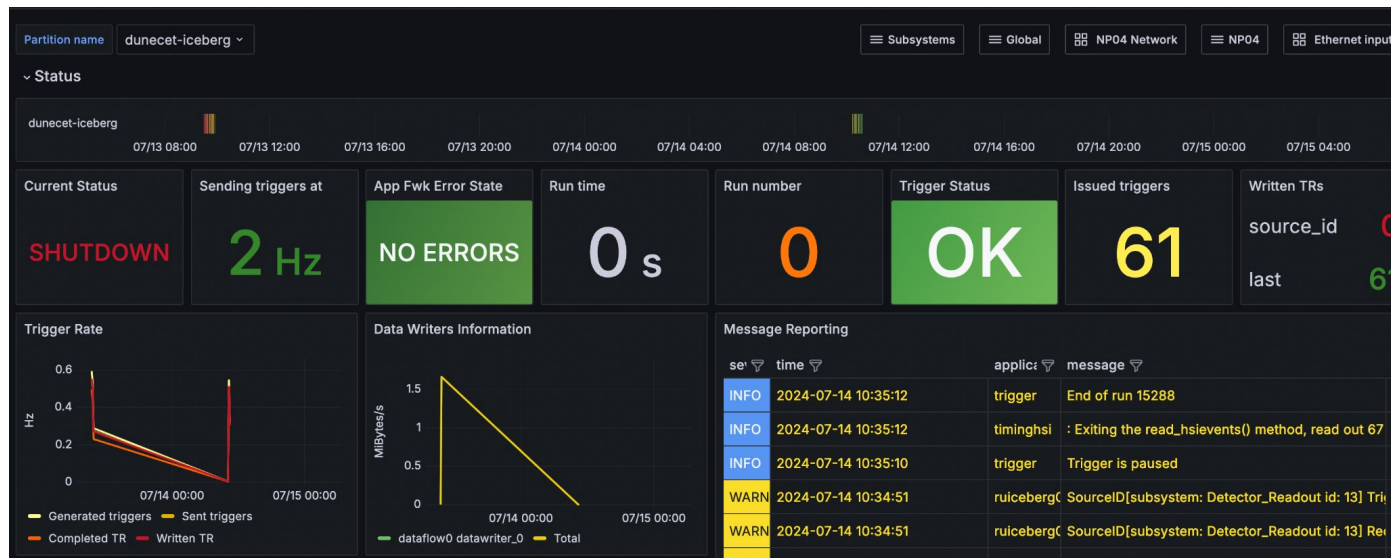 Partition name dunecet-iceberg
Subsystems Global NP04 Network NP04 Ethernet input
Status
dunecet-iceberg
07/13 08:00 07/13 12:00 07/13 16:00 07/13 20:00 07/14 00:00 07/14 04:00 07/14 08:00 07/14 12:00 07/14 16:00 07/14 20:00 07/15 00:00 07/15 04:00
Current Status
SHUTDOWN
Sending triggers at
2 Hz
App Fwk Error State
NO ERRORS
Run time
0 s
Run number
0
Trigger Status
OK
Issued triggers
61
Written TRs
source_id 0
last 61
Trigger Rate
Hz
0.6
0.4
0.2
0
07/14 00:00 07/15 00:00
Generated triggers Sent triggers
Completed TR Written TR
Data Writers Information
MiBytes/s
1.5
1
0.5
0
07/14 00:00 07/15 00:00
dataflow0 datawriter_0 Total
Message Reporting
time message
INFO 2024-07-14 10:35:12 trigger End of run 15288
INFO 2024-07-14 10:35:12 timinghsi : Exiting the read_hsievents() method, read out 67
INFO 2024-07-14 10:35:10 trigger Trigger is paused
WARN 2024-07-14 10:34:51 SourceID[subsystem: Detector_Readout id: 13]
WARN 2024-07-14 10:34:51 SourceID[subsystem: Detector_Readout id: 13]